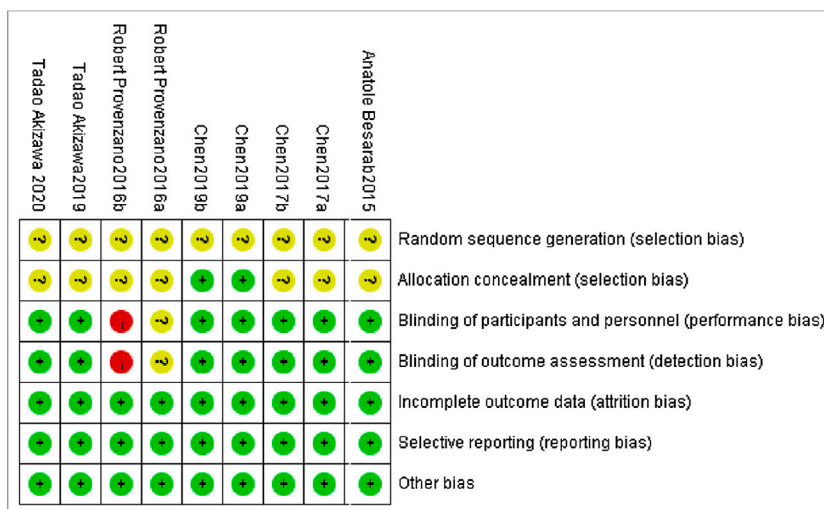 Tadao Akizawa 2020
Tadao Akizawa2019
Robert Provenzano2016b
Robert Provenzano2016a
Chen2019b
Chen2019a
Chen2017b
Chen2017a
Anatole Besarab2015
? ? ? ? ? ? ? ? ? Random sequence generation (selection bias)
? ? ? ? + + ? ? ? Allocation concealment (selection bias)
+ + - ? + + + + + Blinding of participants and personnel (performance bias)
+ + - ? + + + + + Blinding of outcome assessment (detection bias)
+ + + + + + + + + Incomplete outcome data (attrition bias)
+ + + + + + + + + Selective reporting (reporting bias)
+ + + + + + + + + Other bias